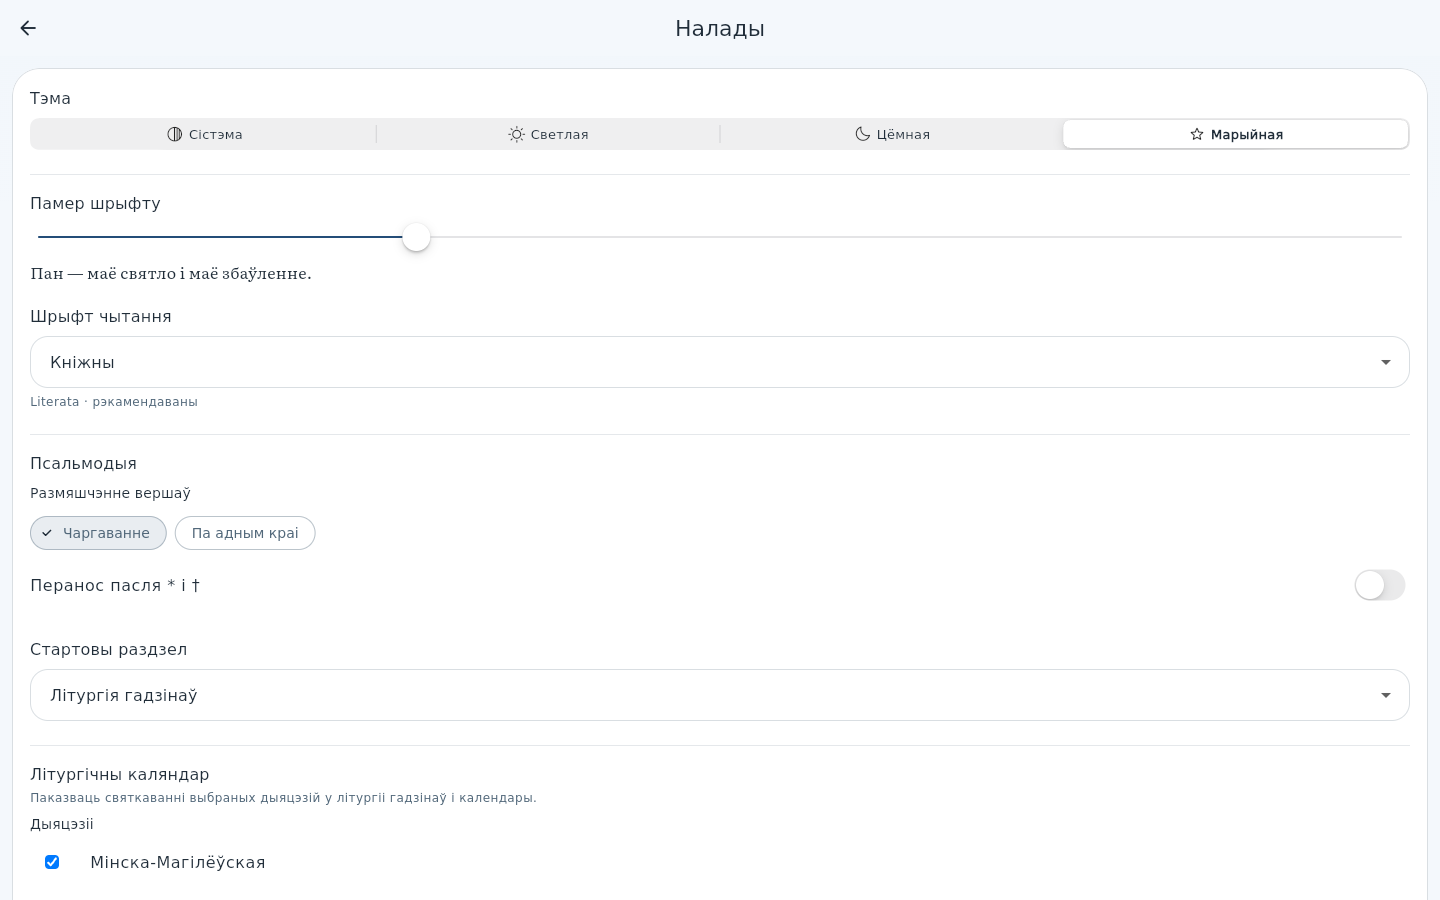 Налады
Тэма
Сістэма Светлая Цёмная Марыйная
Памер шрыфту
Пан — маё святло і маё збаўленне.
Шрыфт чытання
Кніжны
Literata · рэкамендаваны
Псальмодыя
Размяшчэнне вершаў
Чаргаванне По адным краі
Перанос пасля * і †
Стартовы раздзел
Літургія гадзінаў
Літургічны каляндар
Паказваць святкаванні выбраных дыяцэзій у літургіі гадзінаў і календары.
Дыяцэзіі
Мінска-Магілёўская